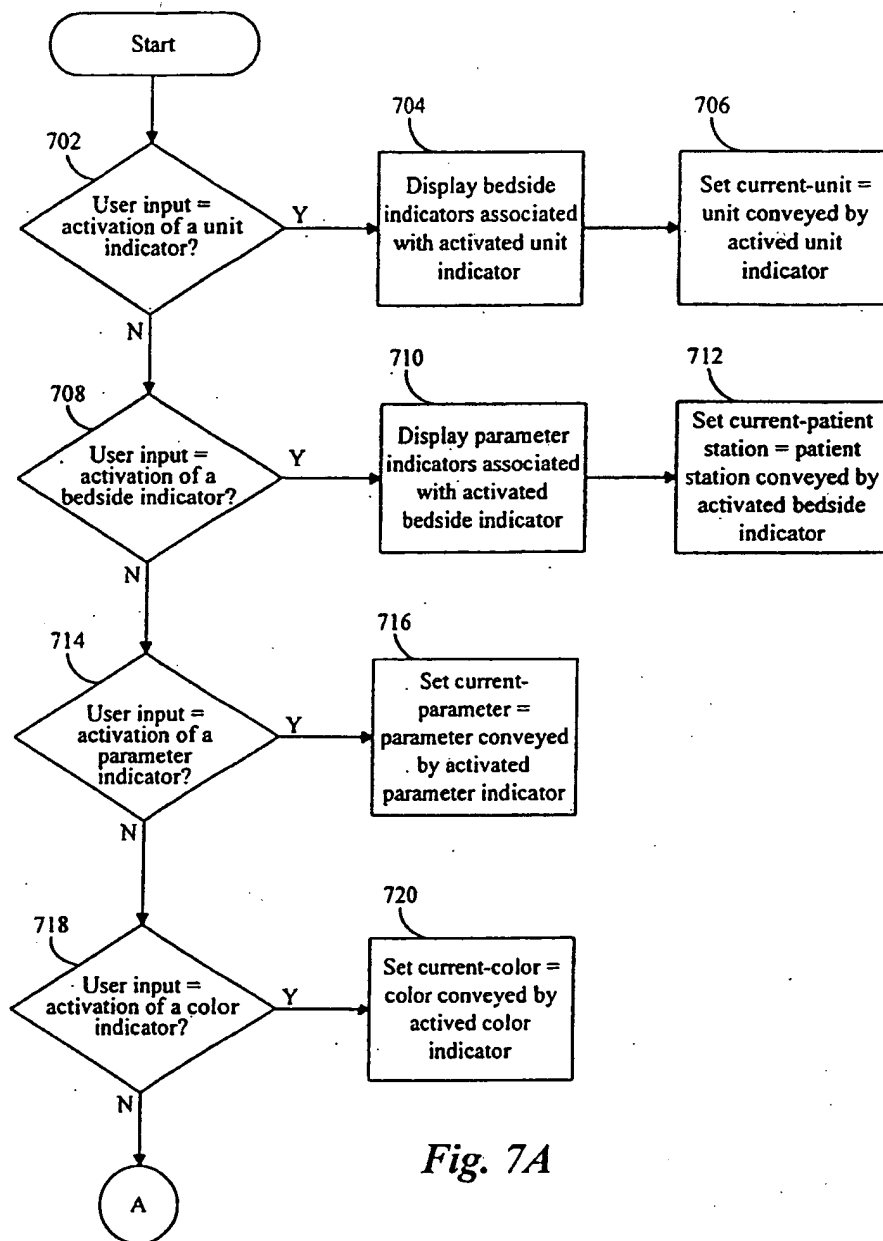 Start
702
User input =
activation of a unit
indicator?
Y
N
704
Display bedside
indicators associated
with activated unit
indicator
706
Set current-unit =
unit conveyed by
actived unit
indicator
708
User input =
activation of a
bedside indicator?
Y
N
710
Display parameter
indicators associated
with activated
bedside indicator
712
Set current-patient
station = patient
station conveyed by
activated bedside
indicator
714
User input =
activation of a
parameter
indicator?
Y
N
716
Set current-
parameter =
parameter conveyed
by activated
parameter indicator
718
User input =
activation of a color
indicator?
Y
N
720
Set current-color =
color conveyed by
actived color
indicator
A
Fig. 7A